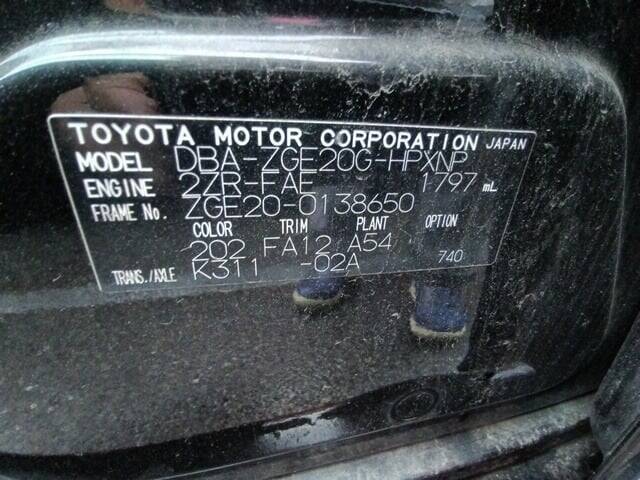 TOYOTA MOTOR CORPORATION JAPAN
MODEL DBA-ZGE20G-HPXNP
ENGINE 2ZR-FAE 1797 mL
FRAME No. ZGE20-0138650
COLOR TRIM PLANT OPTION
202 FA12 A54 740
TRANS./AXLE K311 -02A